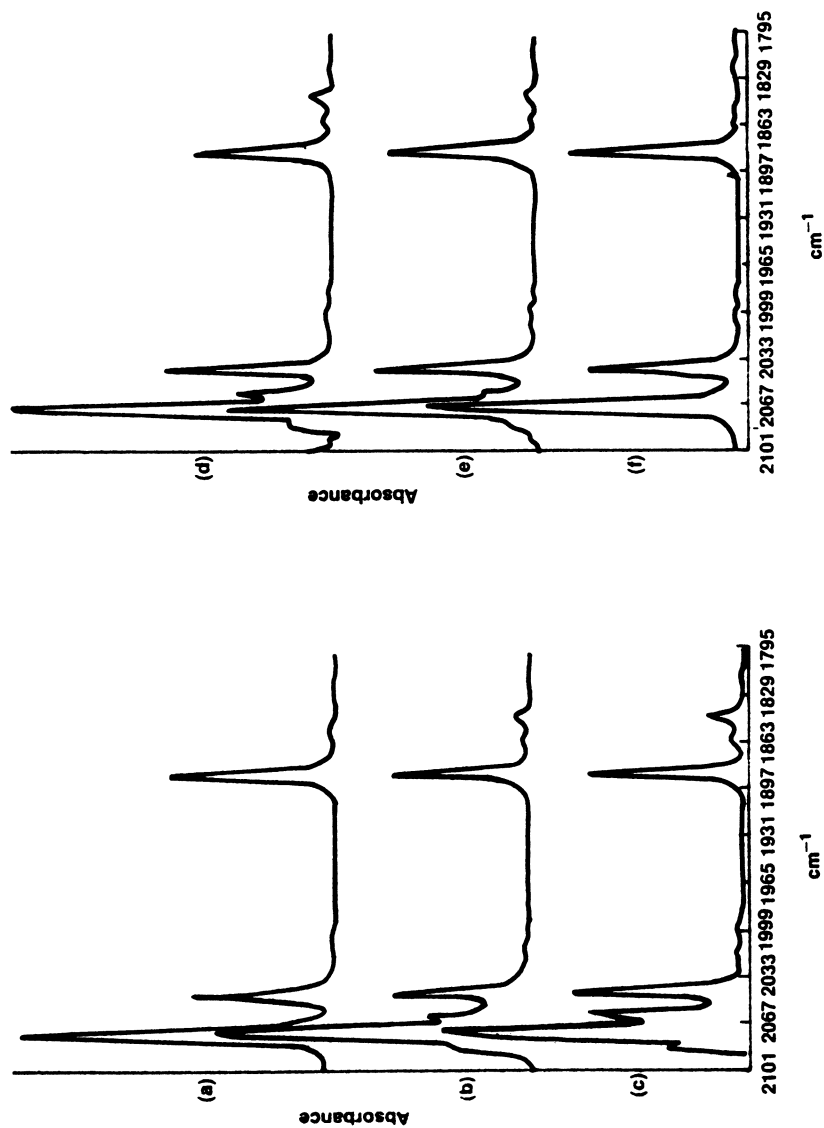 Absorbance
(a)
(b)
(c)
2101 2067 2033 1999 1965 1931 1897 1863 1829 1795
cm⁻¹
Absorbance
(d)
(e)
(f)
2101 2067 2033 1999 1965 1931 1897 1863 1829 1795
cm⁻¹